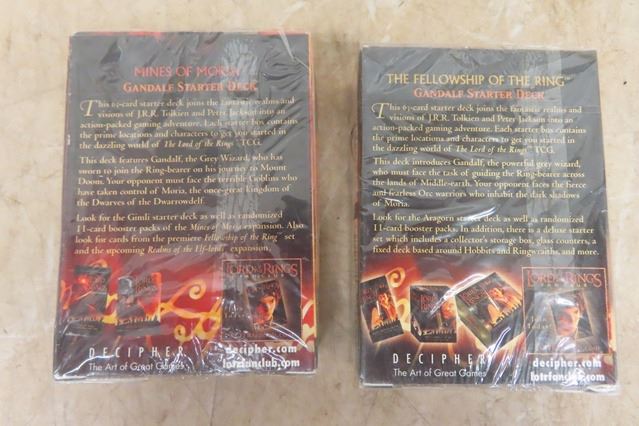 MINES OF MORIA
GANDALF STARTER DECK
This 63-card starter deck joins the fantastic realms and
visions of J.R.R. Tolkien and Peter Jackson into an
action-packed gaming adventure. Each starter box contains
the prime locations and characters to get you started in
the dazzling world of The Lord of the Rings™ TCG.
This deck features Gandalf, the Grey Wizard, who has
sworn to join the Ring-bearer on his journey to Mount
Doom. Your opponent must face the terrible Goblins who
have taken control of Moria, the once-great kingdom of
the Dwarves of the Dwarrowdelf.
Look for the Gimli starter deck as well as randomized
11-card booster packs of the Mines of Moria expansion. Also
look for cards from the premiere Fellowship of the Ring™ set
and the upcoming Realms of the Elf-lords™ expansion.
LORD OF THE RINGS
DECIPHER
The Art of Great Games
decipher.com
lotrfanclub.com
THE FELLOWSHIP OF THE RING™
GANDALF STARTER DECK
This 63-card starter deck joins the fantastic realms and
visions of J.R.R. Tolkien and Peter Jackson into an
action-packed gaming adventure. Each starter box contains
the prime locations and characters to get you started in
the dazzling world of The Lord of the Rings™ TCG.
This deck introduces Gandalf, the powerful grey wizard,
who must face the task of guiding the Ring-bearer across
the lands of Middle-earth. Your opponent faces the fierce
and fearless Orc warriors who inhabit the dark shadows
of Moria.
Look for the Aragorn starter deck as well as randomized
11-card booster packs. In addition, there is a deluxe starter
set which includes a collector's storage box, glass counters, a
fixed deck based around Hobbits and Ringwraiths, and more.
LORD OF THE RINGS
DECIPHER
The Art of Great Games
decipher.com
lotrfanclub.com